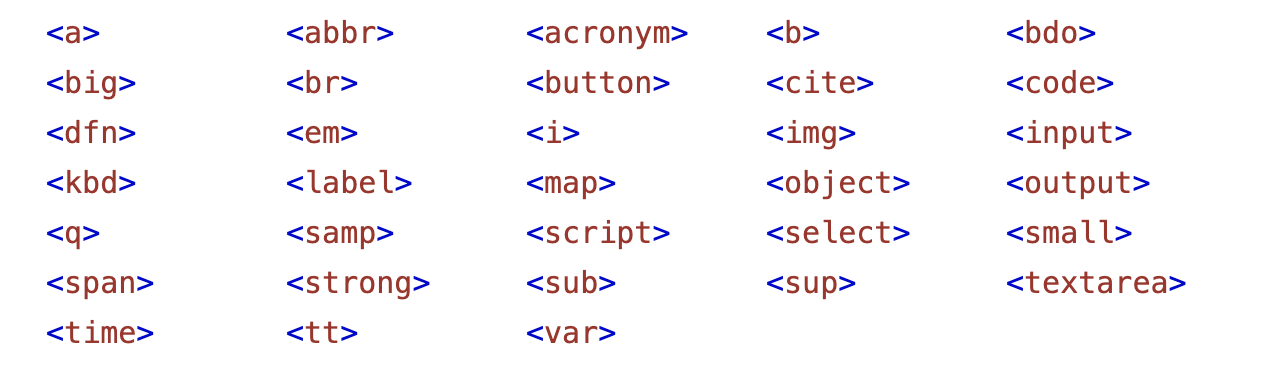 <a> <abbr> <acronym> <b> <bdo>
<big> <br> <button> <cite> <code>
<dfn> <em> <i> <img> <input>
<kbd> <label> <map> <object> <output>
<q> <samp> <script> <select> <small>
<span> <strong> <sub> <sup> <textarea>
<time> <tt> <var>